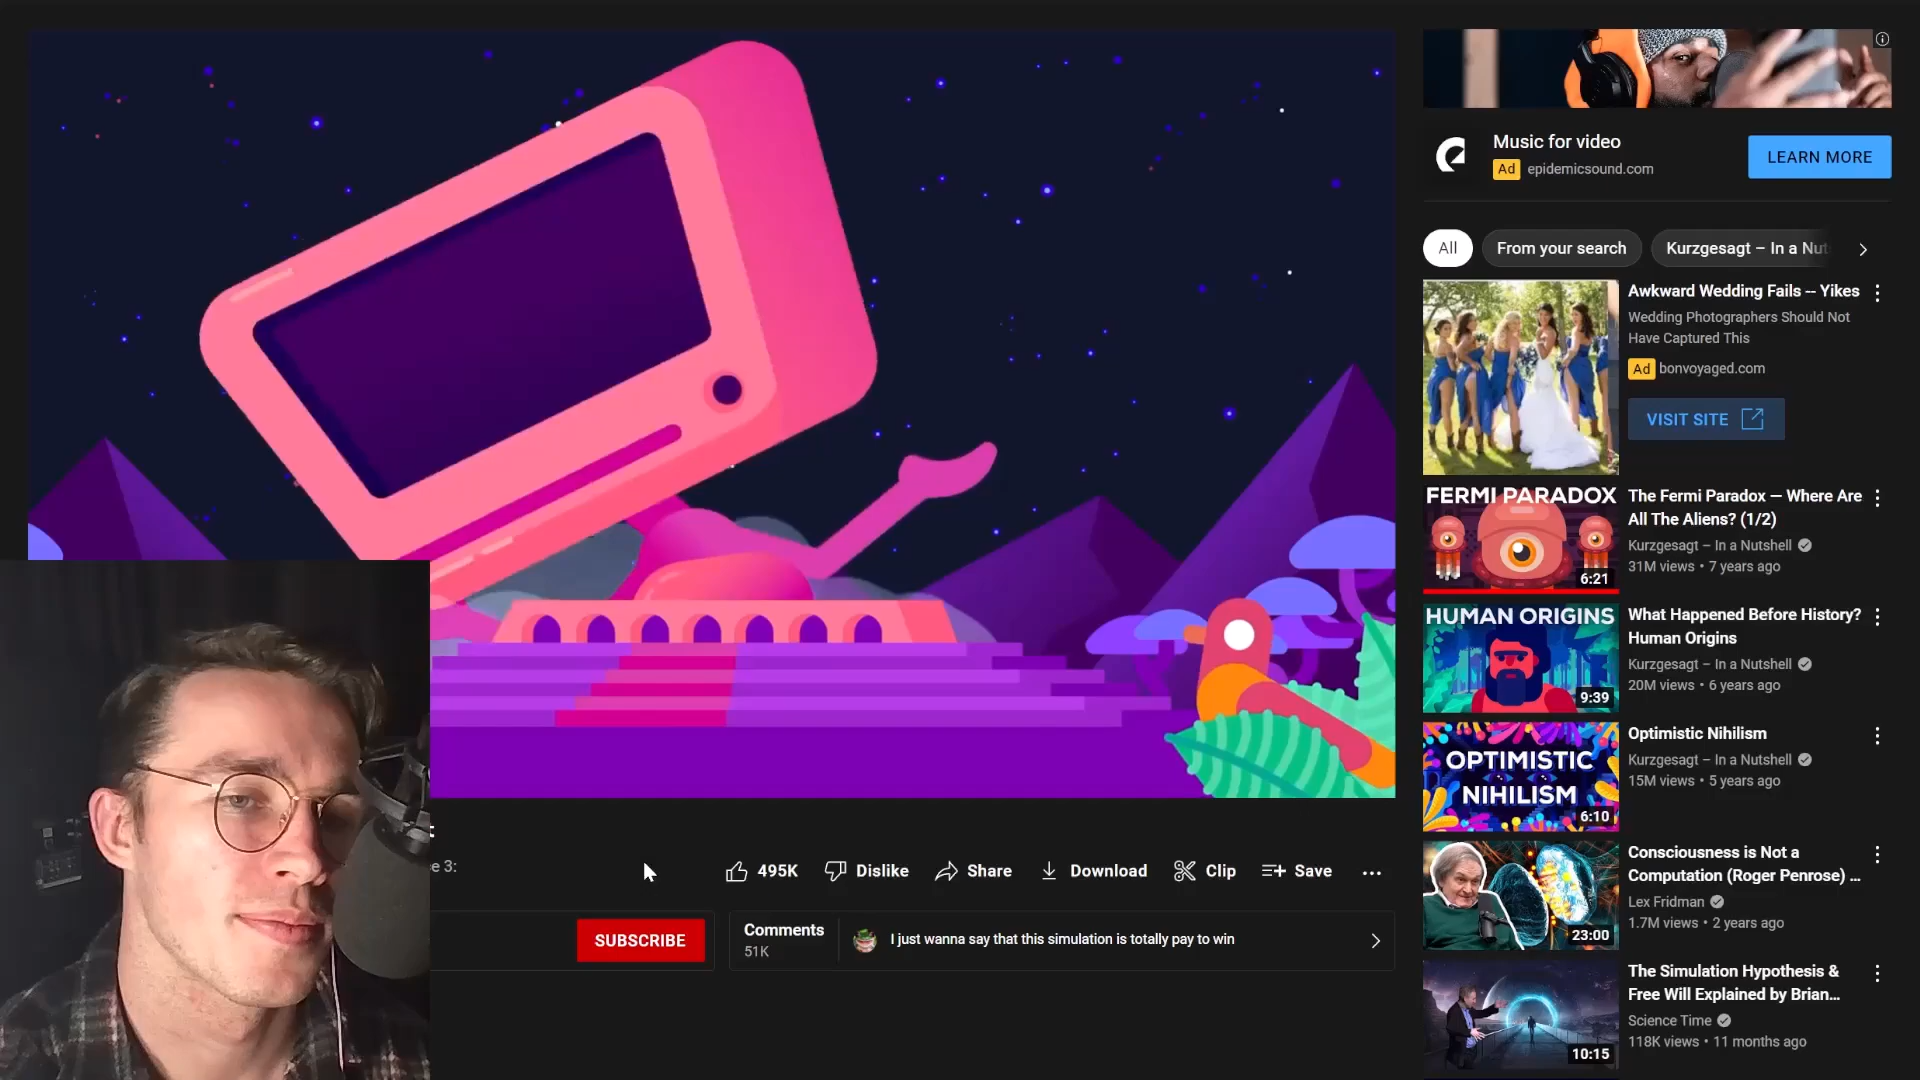 Music for video
Ad epidemicsound.com
LEARN MORE
All
From your search
Kurzgesagt – In a Nut
Awkward Wedding Fails -- Yikes
Wedding Photographers Should Not
Have Captured This
Ad bonvoyaged.com
VISIT SITE
FERMI PARADOX
6:21
The Fermi Paradox — Where Are
All The Aliens? (1/2)
Kurzgesagt – In a Nutshell
31M views • 7 years ago
HUMAN ORIGINS
9:39
What Happened Before History?
Human Origins
Kurzgesagt – In a Nutshell
20M views • 6 years ago
OPTIMISTIC
NIHILISM
6:10
Optimistic Nihilism
Kurzgesagt – In a Nutshell
15M views • 5 years ago
23:00
Consciousness is Not a
Computation (Roger Penrose) ...
Lex Fridman
1.7M views • 2 years ago
10:15
The Simulation Hypothesis &
Free Will Explained by Brian...
Science Time
118K views • 11 months ago
e 3:
495K
Dislike
Share
Download
Clip
Save
SUBSCRIBE
Comments
51K
I just wanna say that this simulation is totally pay to win